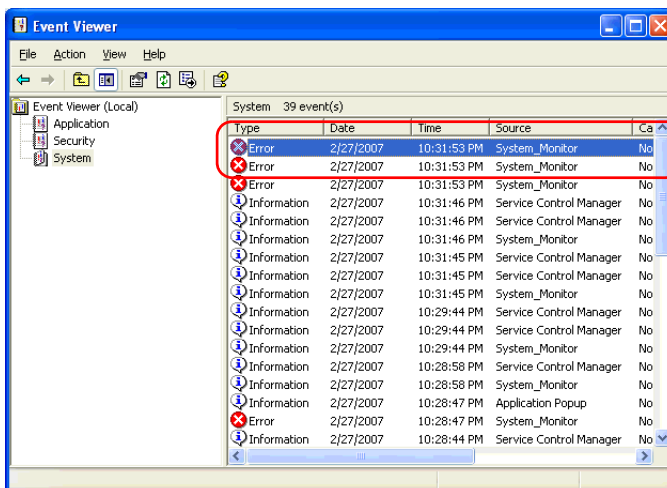 Event Viewer
File Action View Help
Event Viewer (Local)
Application
Security
System
System 39 event(s)
Type Date Time Source Ca
Error 2/27/2007 10:31:53 PM System_Monitor No
Error 2/27/2007 10:31:53 PM System_Monitor No
Error 2/27/2007 10:31:53 PM System_Monitor No
Information 2/27/2007 10:31:46 PM Service Control Manager No
Information 2/27/2007 10:31:46 PM Service Control Manager No
Information 2/27/2007 10:31:46 PM System_Monitor No
Information 2/27/2007 10:31:45 PM Service Control Manager No
Information 2/27/2007 10:31:45 PM Service Control Manager No
Information 2/27/2007 10:31:45 PM System_Monitor No
Information 2/27/2007 10:29:44 PM Service Control Manager No
Information 2/27/2007 10:29:44 PM Service Control Manager No
Information 2/27/2007 10:29:44 PM System_Monitor No
Information 2/27/2007 10:28:58 PM Service Control Manager No
Information 2/27/2007 10:28:58 PM System_Monitor No
Information 2/27/2007 10:28:47 PM Application Popup No
Error 2/27/2007 10:28:47 PM System_Monitor No
Information 2/27/2007 10:28:44 PM Service Control Manager No